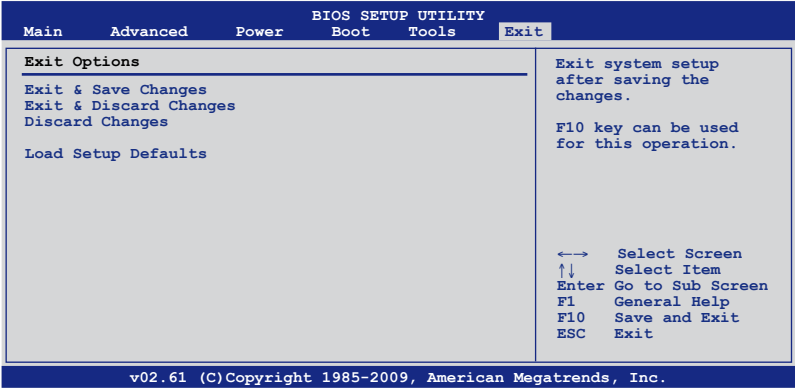 BIOS SETUP UTILITY
Main Advanced Power Boot Tools Exit
Exit Options
Exit & Save Changes
Exit & Discard Changes
Discard Changes
Load Setup Defaults
Exit system setup
after saving the
changes.
F10 key can be used
for this operation.
←→ Select Screen
↑↓ Select Item
Enter Go to Sub Screen
F1 General Help
F10 Save and Exit
ESC Exit
v02.61 (C)Copyright 1985-2009, American Megatrends, Inc.